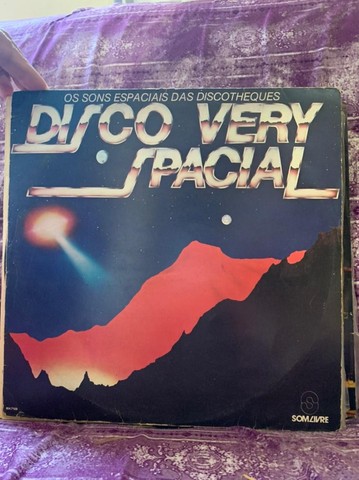 OS SONS ESPACIAIS DAS DISCOTHEQUES
DISCO VERY
SPACIAL
SOM LIVRE